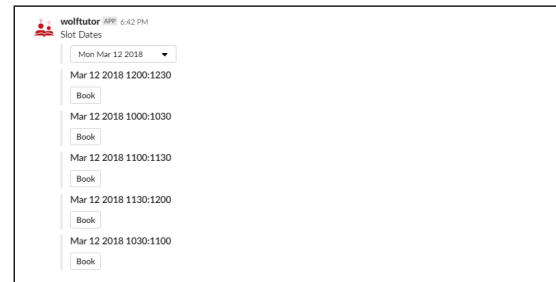 wolftutor APP 6:42 PM
Slot Dates
Mon Mar 12 2018
Mar 12 2018 1200:1230
Book
Mar 12 2018 1000:1030
Book
Mar 12 2018 1100:1130
Book
Mar 12 2018 1130:1200
Book
Mar 12 2018 1030:1100
Book